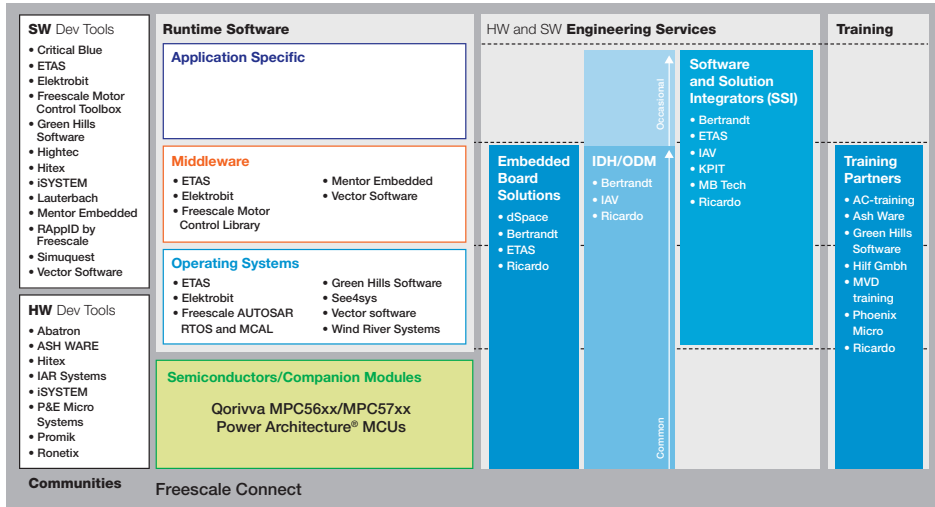 SW Dev Tools
• Critical Blue
• ETAS
• Elektrobit
• Freescale Motor
Control Toolbox
• Green Hills
Software
• Hightec
• Hitex
• iSYSTEM
• Lauterbach
• Mentor Embedded
• RAppID by
Freescale
• Simuquest
• Vector Software
HW Dev Tools
• Abatron
• ASH WARE
• Hitex
• IAR Systems
• iSYSTEM
• P&E Micro
Systems
• Promik
• Ronetix
Communities
Runtime Software
Application Specific
Middleware
• ETAS
• Elektrobit
• Freescale Motor
Control Library
• Mentor Embedded
• Vector Software
Operating Systems
• ETAS
• Elektrobit
• Freescale AUTOSAR
RTOS and MCAL
• Green Hills Software
• See4sys
• Vector software
• Wind River Systems
Semiconductors/Companion Modules
Qorivva MPC56xx/MPC57xx
Power Architecture® MCUs
Freescale Connect
HW and SW Engineering Services
Embedded
Board
Solutions
• dSpace
• Bertrandt
• ETAS
• Ricardo
IDH/ODM
• Bertrandt
• IAV
• Ricardo
Occasional
Common
Software
and Solution
Integrators (SSI)
• Bertrandt
• ETAS
• IAV
• KPIT
• MB Tech
• Ricardo
Training
Training
Partners
• AC-training
• Ash Ware
• Green Hills
Software
• Hilf Gmbh
• MVD
training
• Phoenix
Micro
• Ricardo